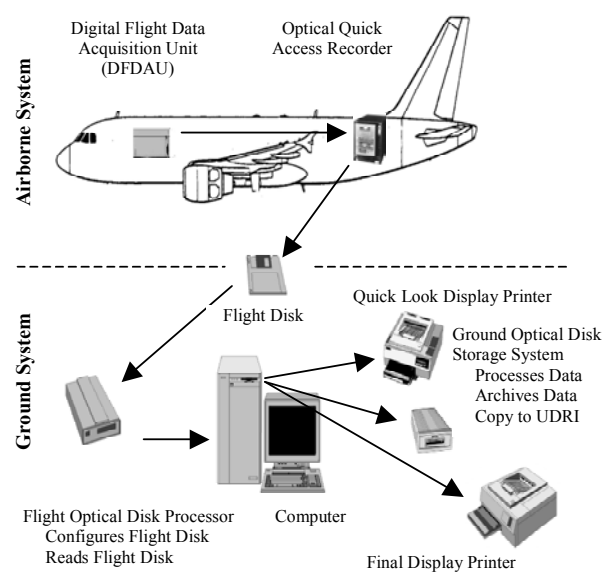 Airborne System
Digital Flight Data
Acquisition Unit
(DFDAU)
Optical Quick
Access Recorder
Flight Disk
Ground System
Quick Look Display Printer
Ground Optical Disk
Storage System
Processes Data
Archives Data
Copy to UDRI
Flight Optical Disk Processor
Configures Flight Disk
Reads Flight Disk
Computer
Final Display Printer